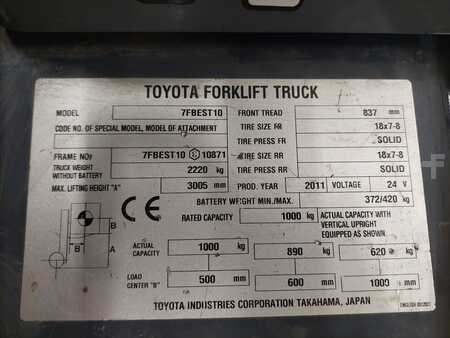 TOYOTA FORKLIFT TRUCK
MODEL 7FBEST10
CODE NO. OF SPECIAL MODEL, MODEL OF ATTACHMENT
FRAME NO. 7FBEST10 10871
TRUCK WEIGHT WITHOUT BATTERY 2220 kg
MAX. LIFTING HEIGHT "A" 3005 mm
FRONT TREAD 837 mm
TIRE SIZE FR 18x7-8
TIRE PRESS FR SOLID
TIRE SIZE RR 18x7-8
TIRE PRESS RR SOLID
PROD. YEAR 2011 VOLTAGE 24 V
BATTERY WEIGHT MIN./MAX. 372/420 kg
RATED CAPACITY 1000 kg
ACTUAL CAPACITY WITH
VERTICAL UPRIGHT
EQUIPPED AS SHOWN.
CE
B
A
"B"
ACTUAL CAPACITY 1000 kg 890 kg 620 kg
LOAD CENTER "B" 500 mm 600 mm 1000 mm
TOYOTA INDUSTRIES CORPORATION TAKAHAMA, JAPAN